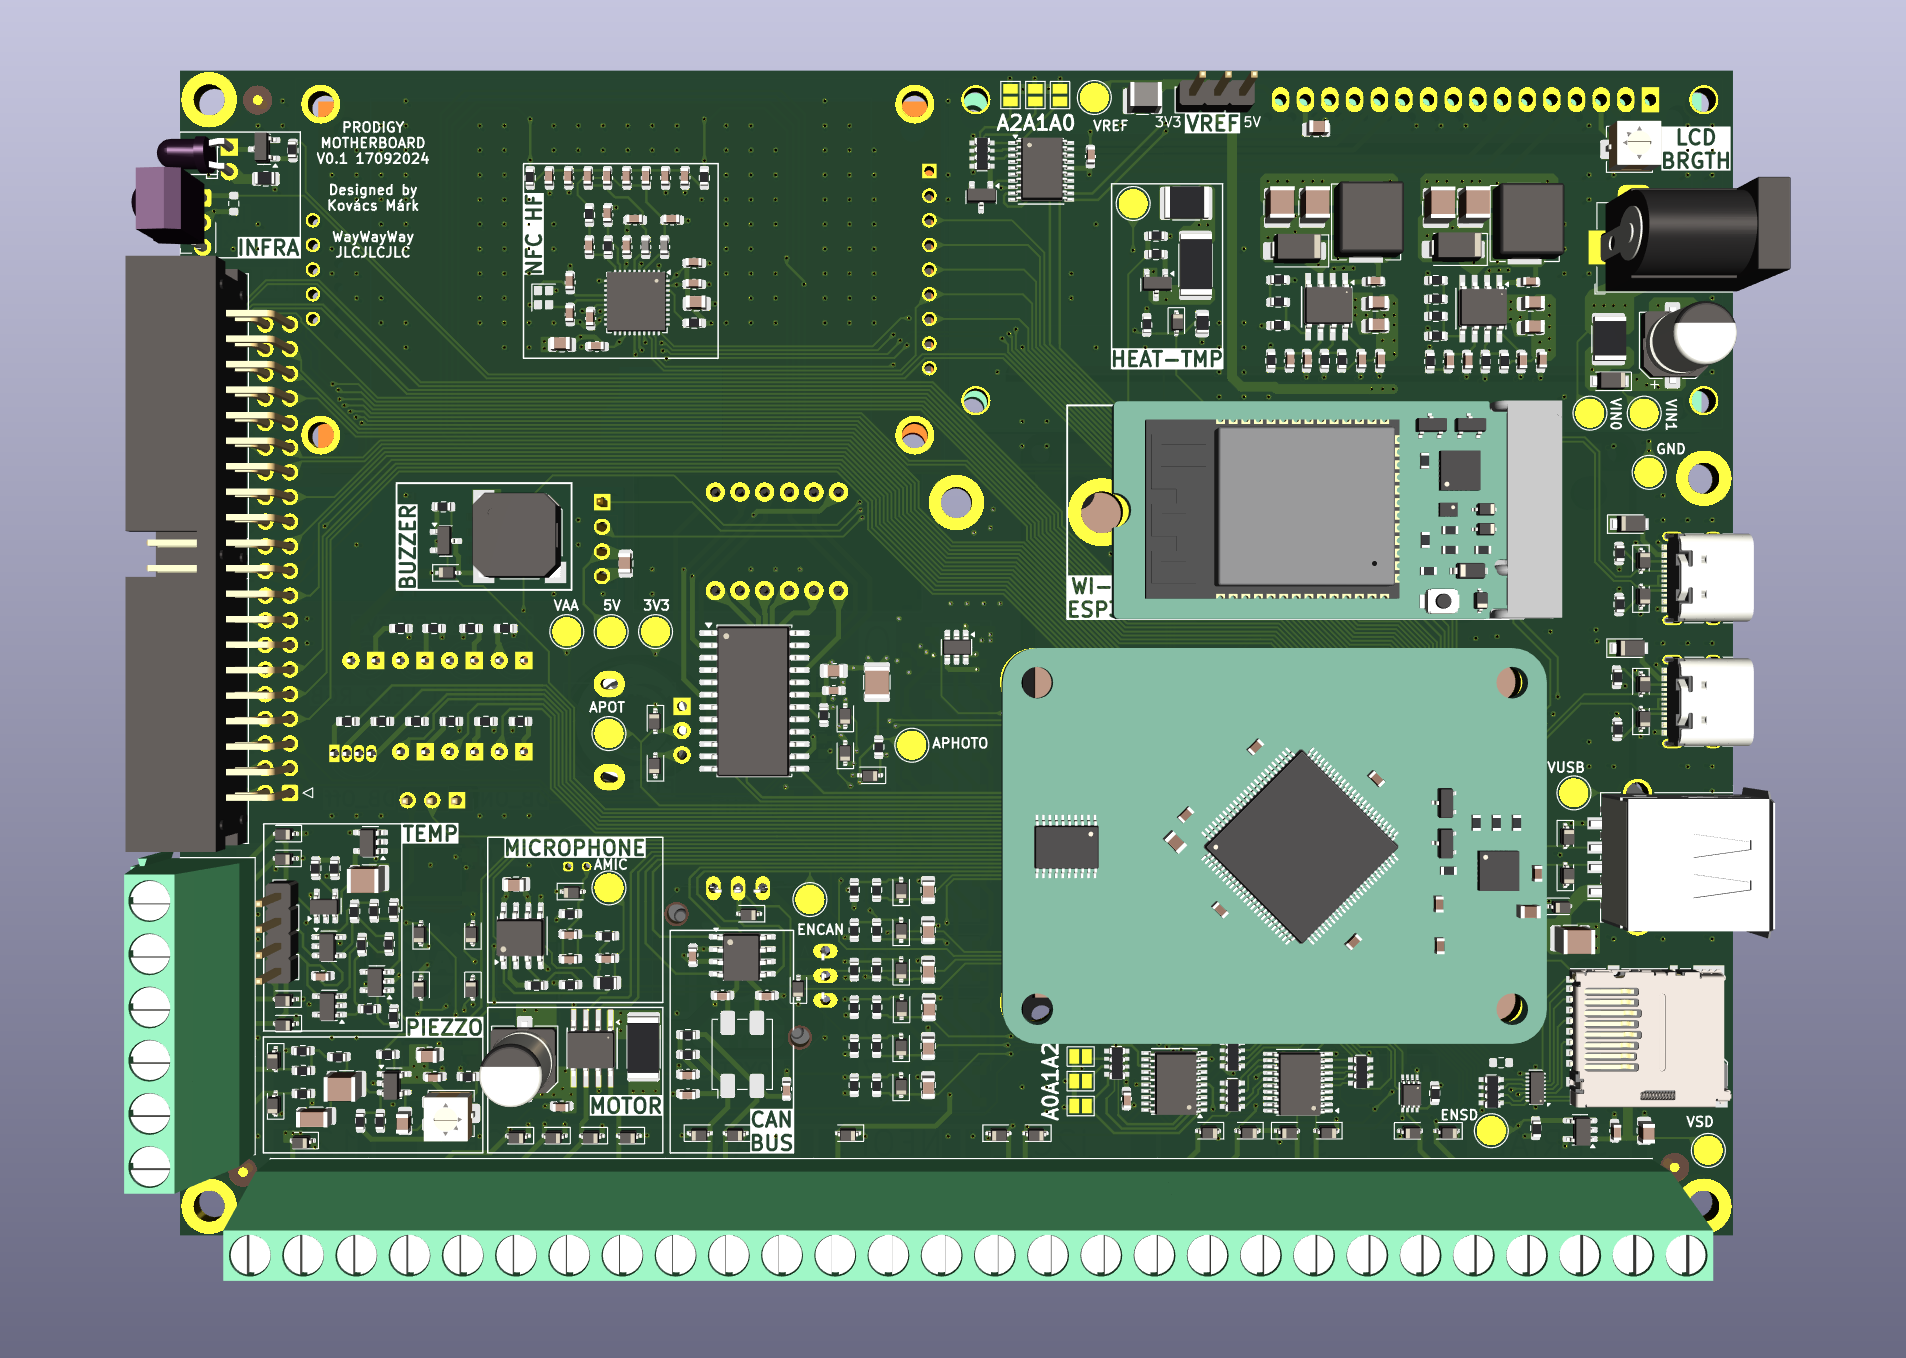 PRODIGY
MOTHERBOARD
V0.1 17092024
Designed by
Kovács Márk
WayWayWay
JLCJLCJLC
INFRA
NFC HF
A2A1A0
VREF
3V3 VREF 5V
LCD
BRGTH
HEAT-TMP
+
VIN0
VIN1
GND
BUZZER
WI-
VAA
5V
3V3
APOT
APHOTO
VUSB
TEMP
MICROPHONE
AMIC
ENCAN
PIEZZO
MOTOR
CAN
BUS
A0A1A2
ENSD
VSD